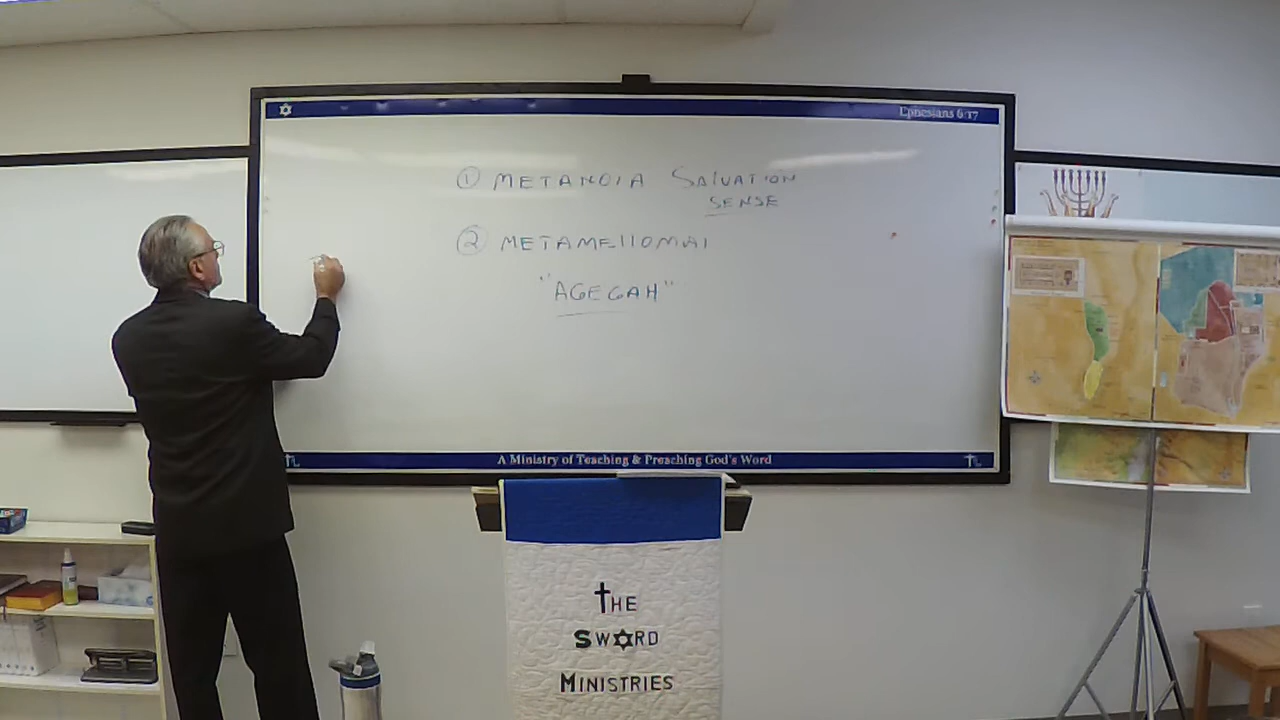 Ephesians 6:17
① METANOIA SALVATION
SENSE
② METAMELLOMAI
"AGEGAH"
A Ministry of Teaching & Preaching God's Word
THE
SWORD
MINISTRIES